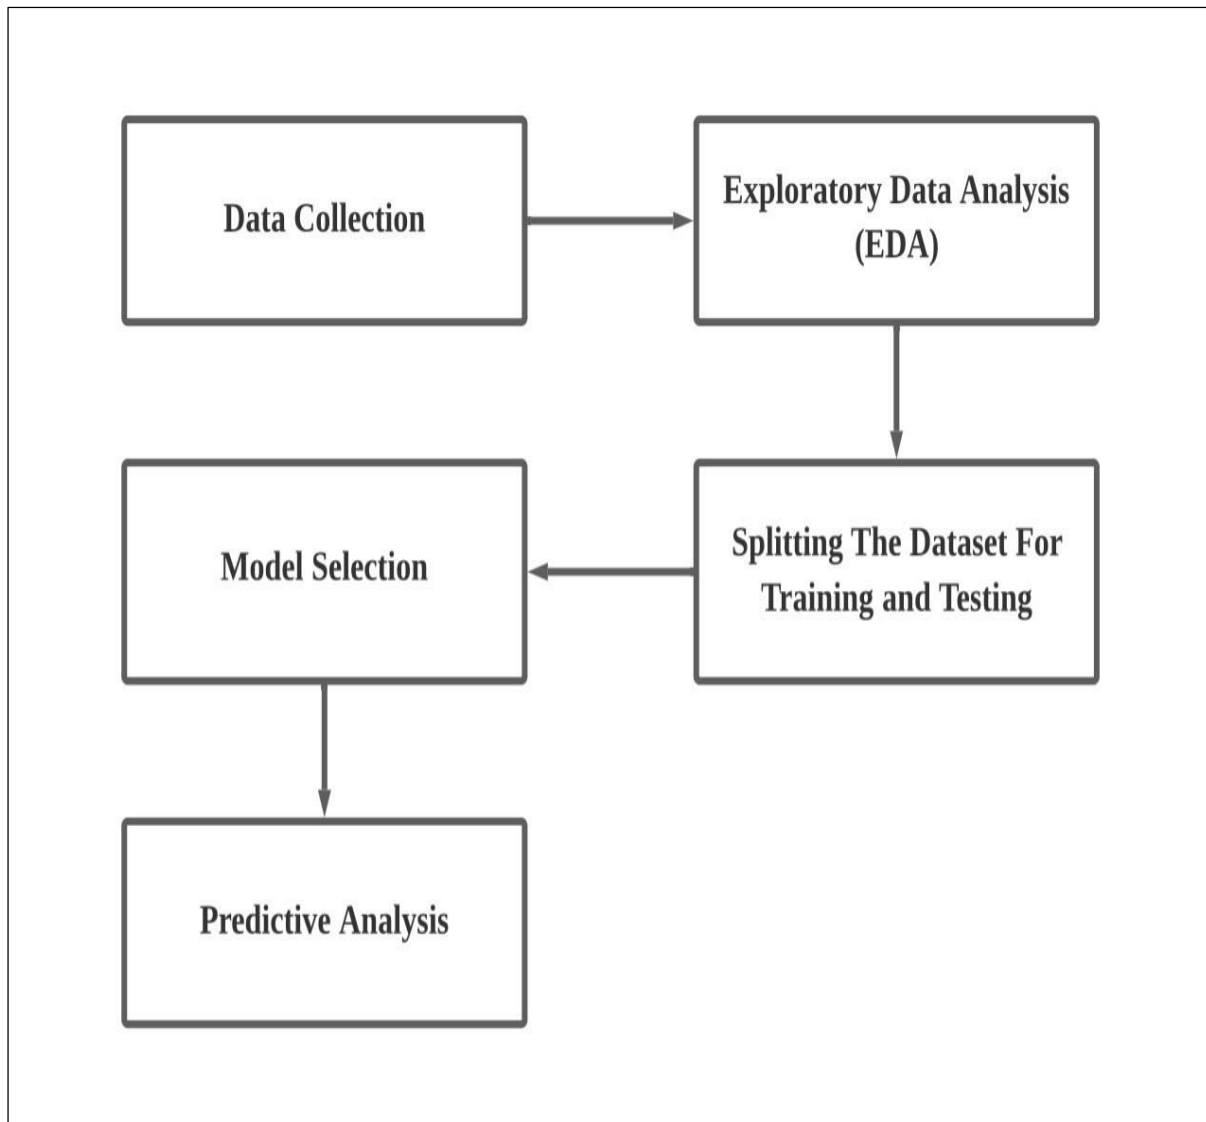 Data Collection
Exploratory Data Analysis
(EDA)
Splitting The Dataset For
Training and Testing
Model Selection
Predictive Analysis